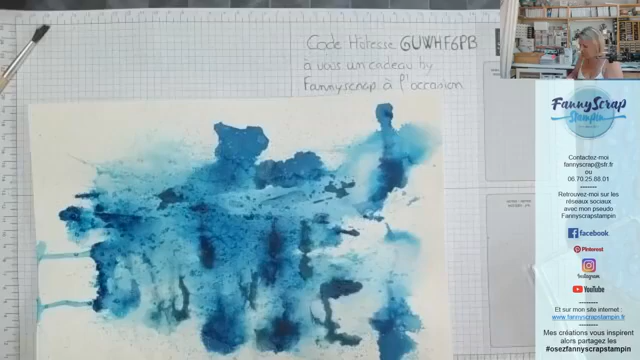 Code Hôtesse GUWHF6PB
à vous un cadeau by
Fannyscrap à l'occasion
FannyScrap
Stampin
Contactez-moi
fannyscrap@sfr.fr
ou
06.70.25.88.01
--------
Retrouvez-moi sur les
réseaux sociaux
avec mon pseudo
Fannyscrapstampin
facebook
Pinterest
Instagram
YouTube
--------
Et sur mon site internet
www.fannyscrapstampin.fr
--------
Mes créations vous inspirent
alors partagez les
#osezfannyscrapstampin